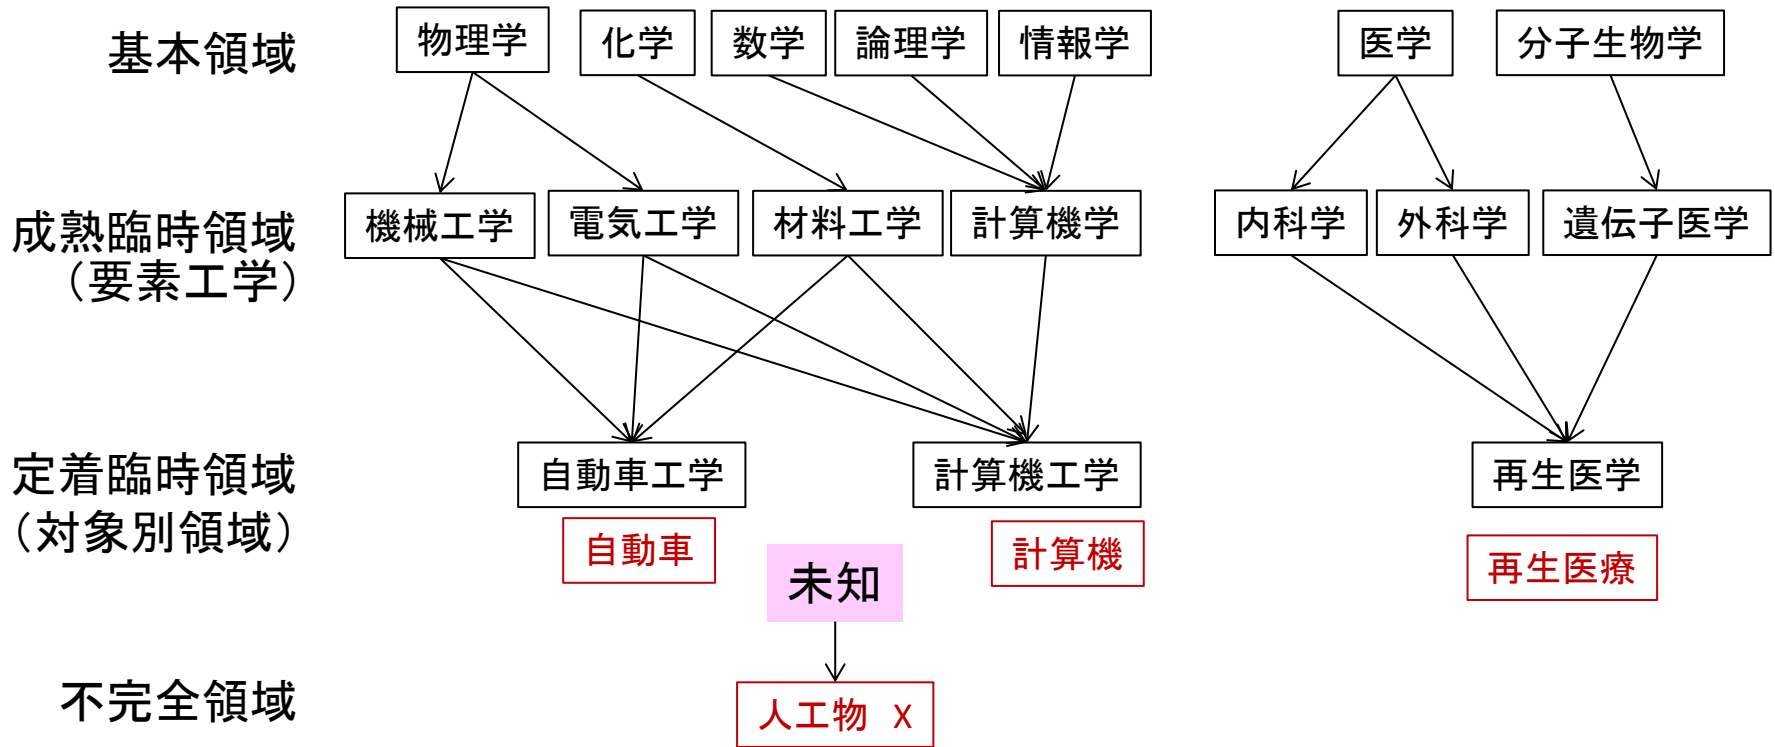 基本領域
物理学
化学
数学
論理学
情報学
医学
分子生物学
成熟臨時領域
（要素工学）
機械工学
電気工学
材料工学
計算機学
内科学
外科学
遺伝子医学
定着臨時領域
（対象別領域）
自動車工学
計算機工学
再生医学
自動車
計算機
再生医療
未知
不完全領域
人工物 X